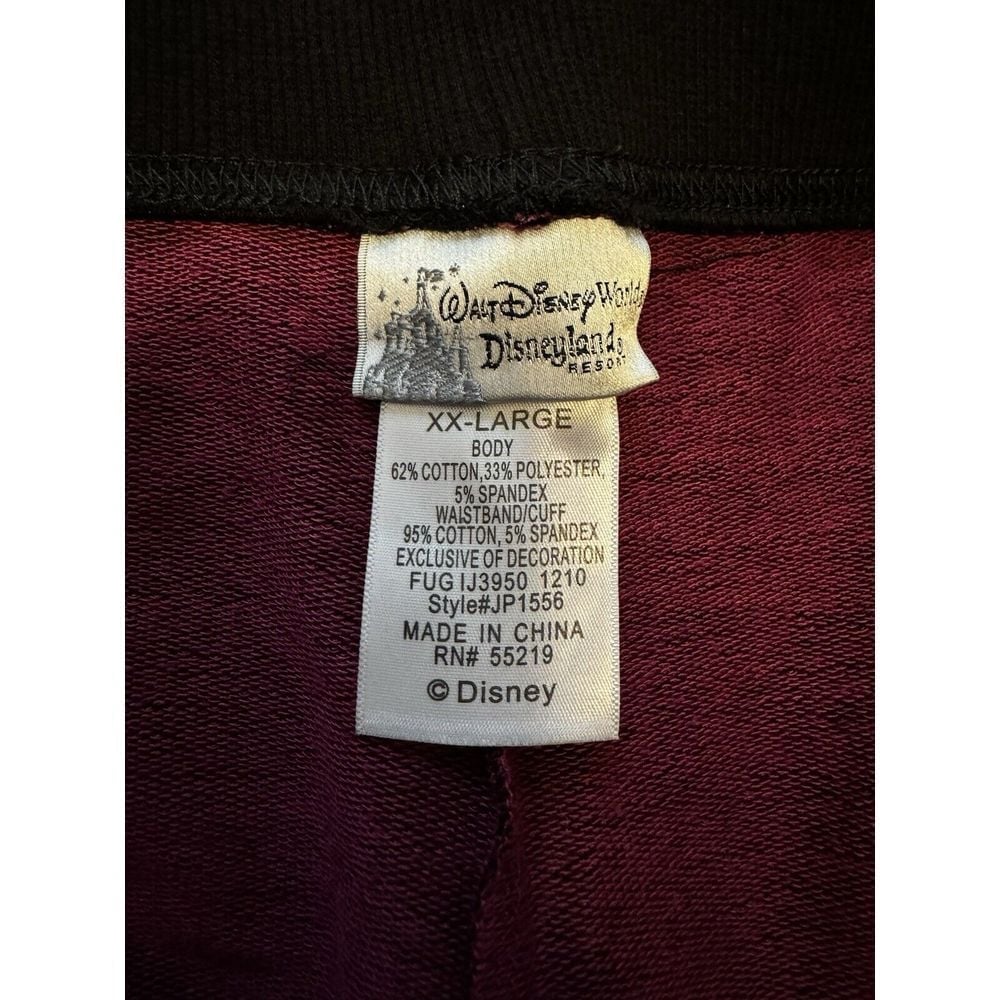 WALT DISNEY World
Disneyland
RESORT
XX-LARGE
BODY
62% COTTON,33% POLYESTER,
5% SPANDEX
WAISTBAND/CUFF
95% COTTON, 5% SPANDEX
EXCLUSIVE OF DECORATION
FUG IJ3950 1210
Style#JP1556
MADE IN CHINA
RN# 55219
© Disney